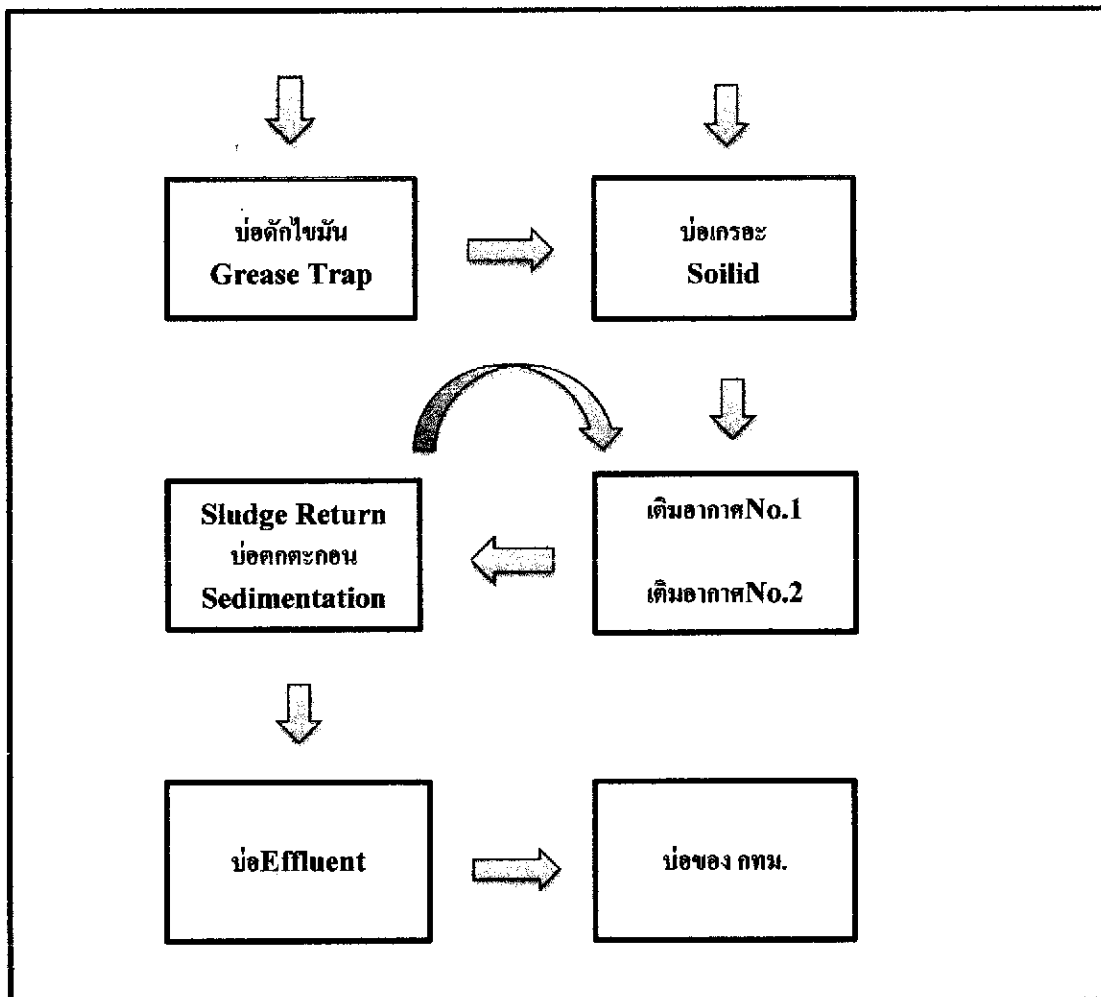 บ่อดักไขมัน
Grease Trap
บ่อเกรอะ
Soilid
Sludge Return
บ่อตกตะกอน
Sedimentation
เติมอากาศNo.1
เติมอากาศNo.2
บ่อEffluent
บ่อของ กทม.